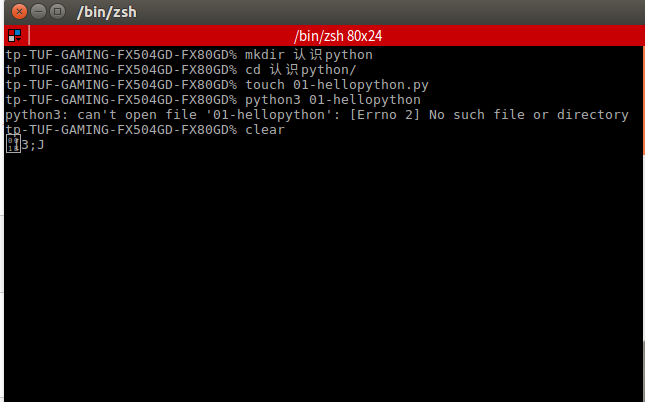 /bin/zsh
/bin/zsh 80x24
tp-TUF-GAMING-FX504GD-FX80GD% mkdir 认识python
tp-TUF-GAMING-FX504GD-FX80GD% cd 认识python/
tp-TUF-GAMING-FX504GD-FX80GD% touch 01-hellopython.py
tp-TUF-GAMING-FX504GD-FX80GD% python3 01-hellopython
python3: can't open file '01-hellopython': [Errno 2] No such file or directory
tp-TUF-GAMING-FX504GD-FX80GD% clear
3;J